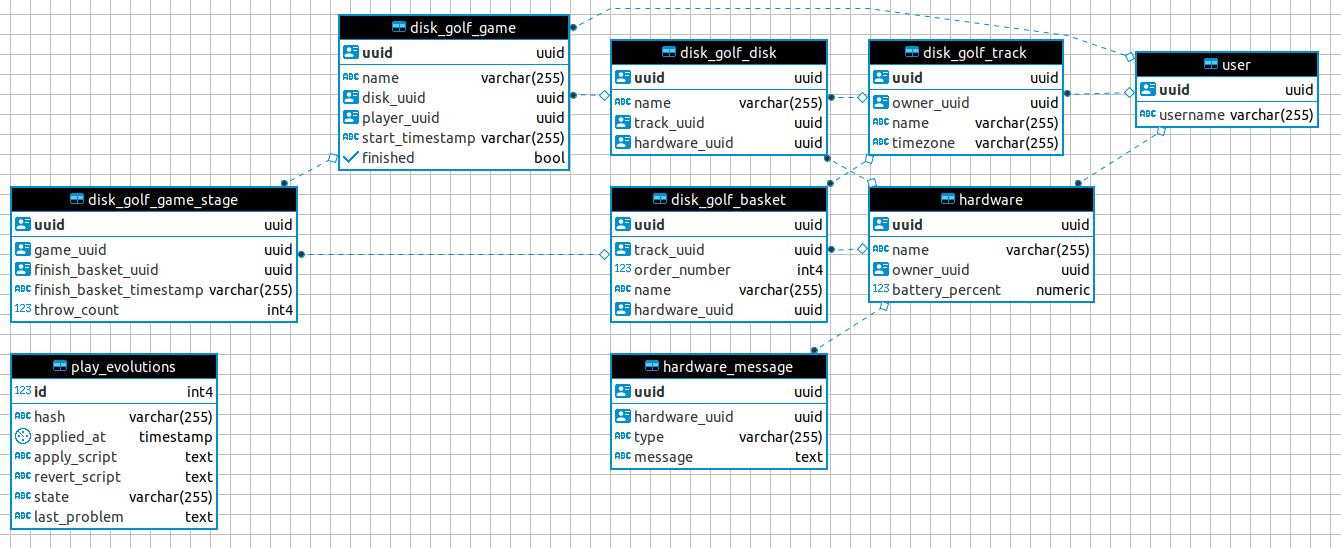 disk_golf_game
uuid uuid
name varchar(255)
disk_uuid uuid
player_uuid uuid
start_timestamp varchar(255)
finished bool
disk_golf_disk
uuid uuid
name varchar(255)
track_uuid uuid
hardware_uuid uuid
disk_golf_track
uuid uuid
owner_uuid uuid
name varchar(255)
timezone varchar(255)
user
uuid uuid
username varchar(255)
disk_golf_game_stage
uuid uuid
game_uuid uuid
finish_basket_uuid uuid
finish_basket_timestamp varchar(255)
throw_count int4
disk_golf_basket
uuid uuid
track_uuid uuid
order_number int4
name varchar(255)
hardware_uuid uuid
hardware
uuid uuid
name varchar(255)
owner_uuid uuid
battery_percent numeric
play_evolutions
id int4
hash varchar(255)
applied_at timestamp
apply_script text
revert_script text
state varchar(255)
last_problem text
hardware_message
uuid uuid
hardware_uuid uuid
type varchar(255)
message text